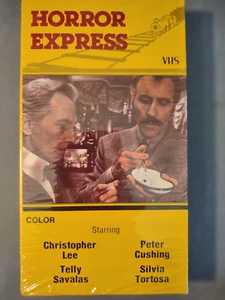 HORROR
EXPRESS
VHS
COLOR
Starring
Christopher Lee
Peter Cushing
Telly Savalas
Silvia Tortosa